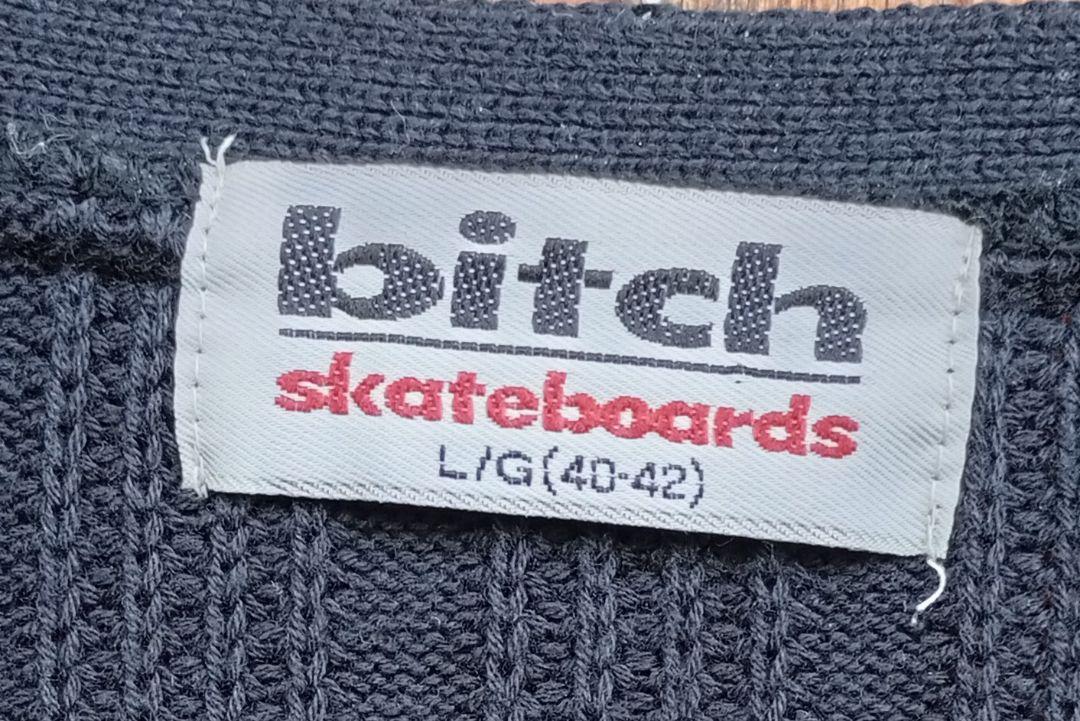 bitch
skateboards
L/G(40-42)